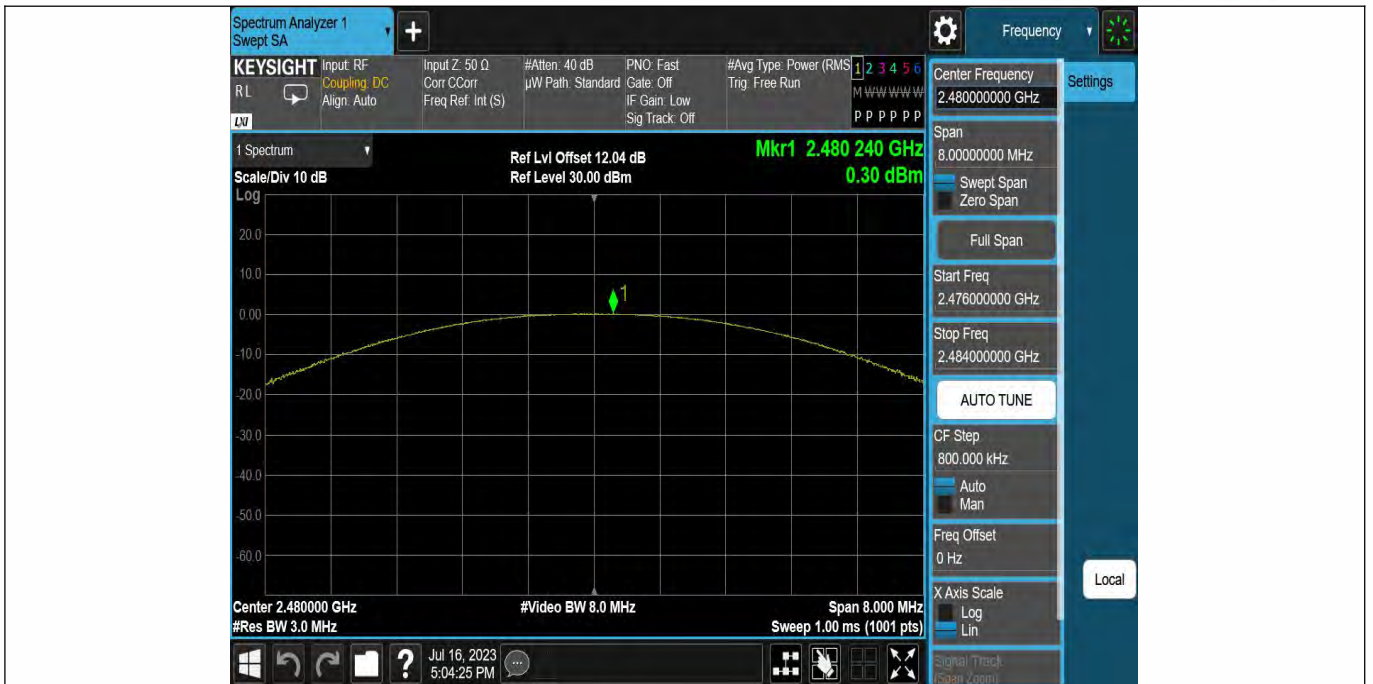 Spectrum Analyzer 1
Swept SA
+
Frequency
KEYSIGHT
RL
LXI
Input: RF
Coupling: DC
Align: Auto
Input Z: 50 Ω
Corr CCorr
Freq Ref: Int (S)
#Atten: 40 dB
µW Path: Standard
PNO: Fast
Gate: Off
IF Gain: Low
Sig Track: Off
#Avg Type: Power (RMS
Trig: Free Run
1 2 3 4 5 6
M W W W W W
P P P P P P
1 Spectrum
Scale/Div 10 dB
Log
Ref Lvl Offset 12.04 dB
Ref Level 30.00 dBm
Mkr1 2.480 240 GHz
0.30 dBm
1
20.0
10.0
0.00
-10.0
-20.0
-30.0
-40.0
-50.0
-60.0
Center 2.480000 GHz
#Res BW 3.0 MHz
#Video BW 8.0 MHz
Span 8.000 MHz
Sweep 1.00 ms (1001 pts)
Center Frequency
2.480000000 GHz
Settings
Span
8.00000000 MHz
Swept Span
Zero Span
Full Span
Start Freq
2.476000000 GHz
Stop Freq
2.484000000 GHz
AUTO TUNE
CF Step
800.000 kHz
Auto
Man
Freq Offset
0 Hz
X Axis Scale
Log
Lin
Signal Track
(Span Zoom)
Local
?
Jul 16, 2023
5:04:25 PM